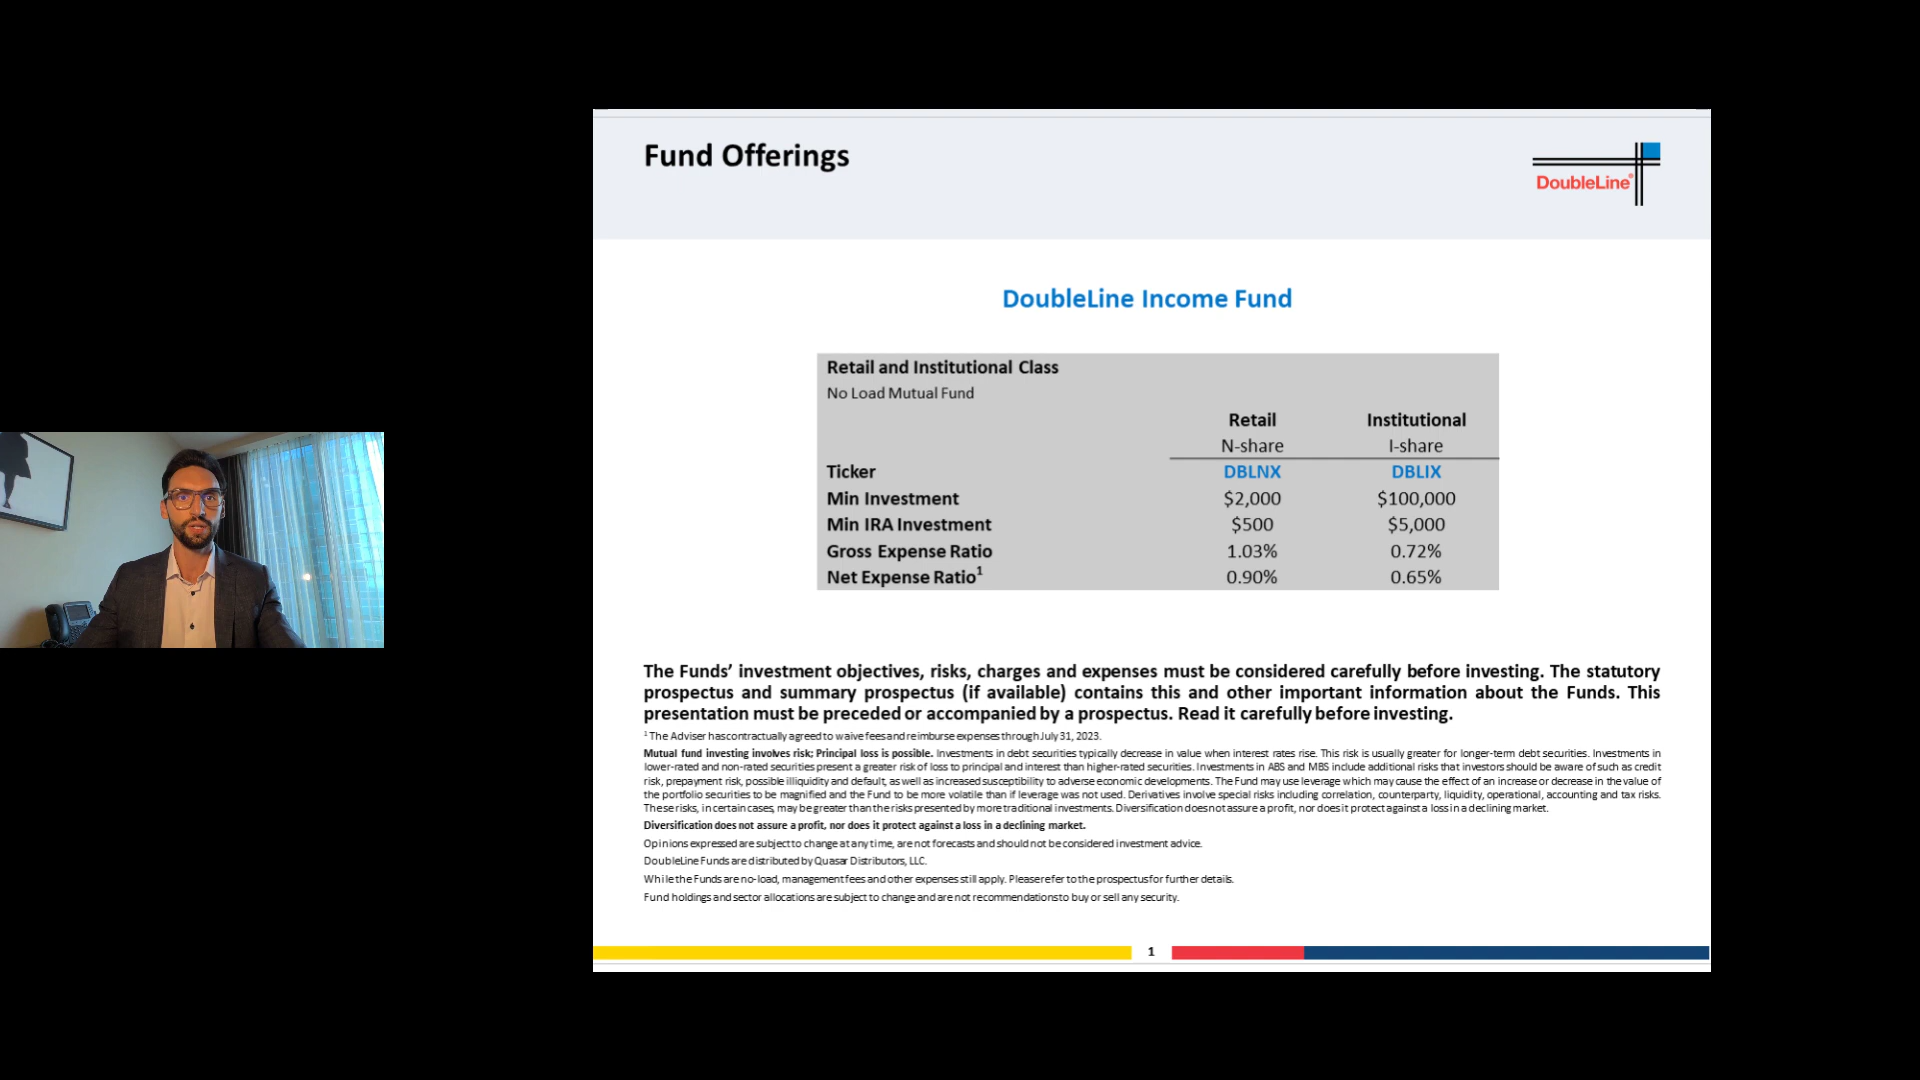 Fund Offerings
DoubleLine®
DoubleLine Income Fund
Retail and Institutional Class
No Load Mutual Fund
Retail Institutional
N-share I-share
Ticker DBLNX DBLIX
Min Investment $2,000 $100,000
Min IRA Investment $500 $5,000
Gross Expense Ratio 1.03% 0.72%
Net Expense Ratio1 0.90% 0.65%
The Funds’ investment objectives, risks, charges and expenses must be considered carefully before investing. The statutory
prospectus and summary prospectus (if available) contains this and other important information about the Funds. This
presentation must be preceded or accompanied by a prospectus. Read it carefully before investing.
1 The Adviser has contractually agreed to waive fees and reimburse expenses through July 31, 2023.
Mutual fund investing involves risk; Principal loss is possible. Investments in debt securities typically decrease in value when interest rates rise. This risk is usually greater for longer-term debt securities. Investments in
lower-rated and non-rated securities present a greater risk of loss to principal and interest than higher-rated securities. Investments in ABS and MBS include additional risks that investors should be aware of such as credit
risk, prepayment risk, possible illiquidity and default, as well as increased susceptibility to adverse economic developments. The Fund may use leverage which may cause the effect of an increase or decrease in the value of
the portfolio securities to be magnified and the Fund to be more volatile than if leverage was not used. Derivatives involve special risks including correlation, counterparty, liquidity, operational, accounting and tax risks.
These risks, in certain cases, may be greater than the risks presented by more traditional investments. Diversification does not assure a profit, nor does it protect against a loss in a declining market.
Diversification does not assure a profit, nor does it protect against a loss in a declining market.
Opinions expressed are subject to change at any time, are not forecasts and should not be considered investment advice.
DoubleLine Funds are distributed by Quasar Distributors, LLC.
While the Funds are no-load, management fees and other expenses still apply. Please refer to the prospectus for further details.
Fund holdings and sector allocations are subject to change and are not recommendations to buy or sell any security.
1